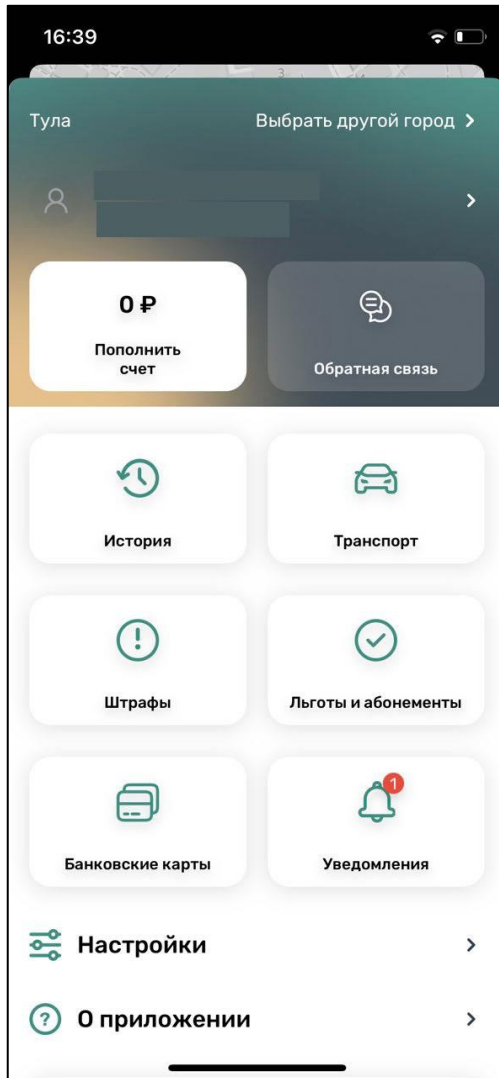 16:39
3
Тула
Выбрать другой город
0 ₽
Пополнить
счет
Обратная связь
История
Транспорт
Штрафы
Льготы и абонементы
1
Банковские карты
Уведомления
Настройки
О приложении